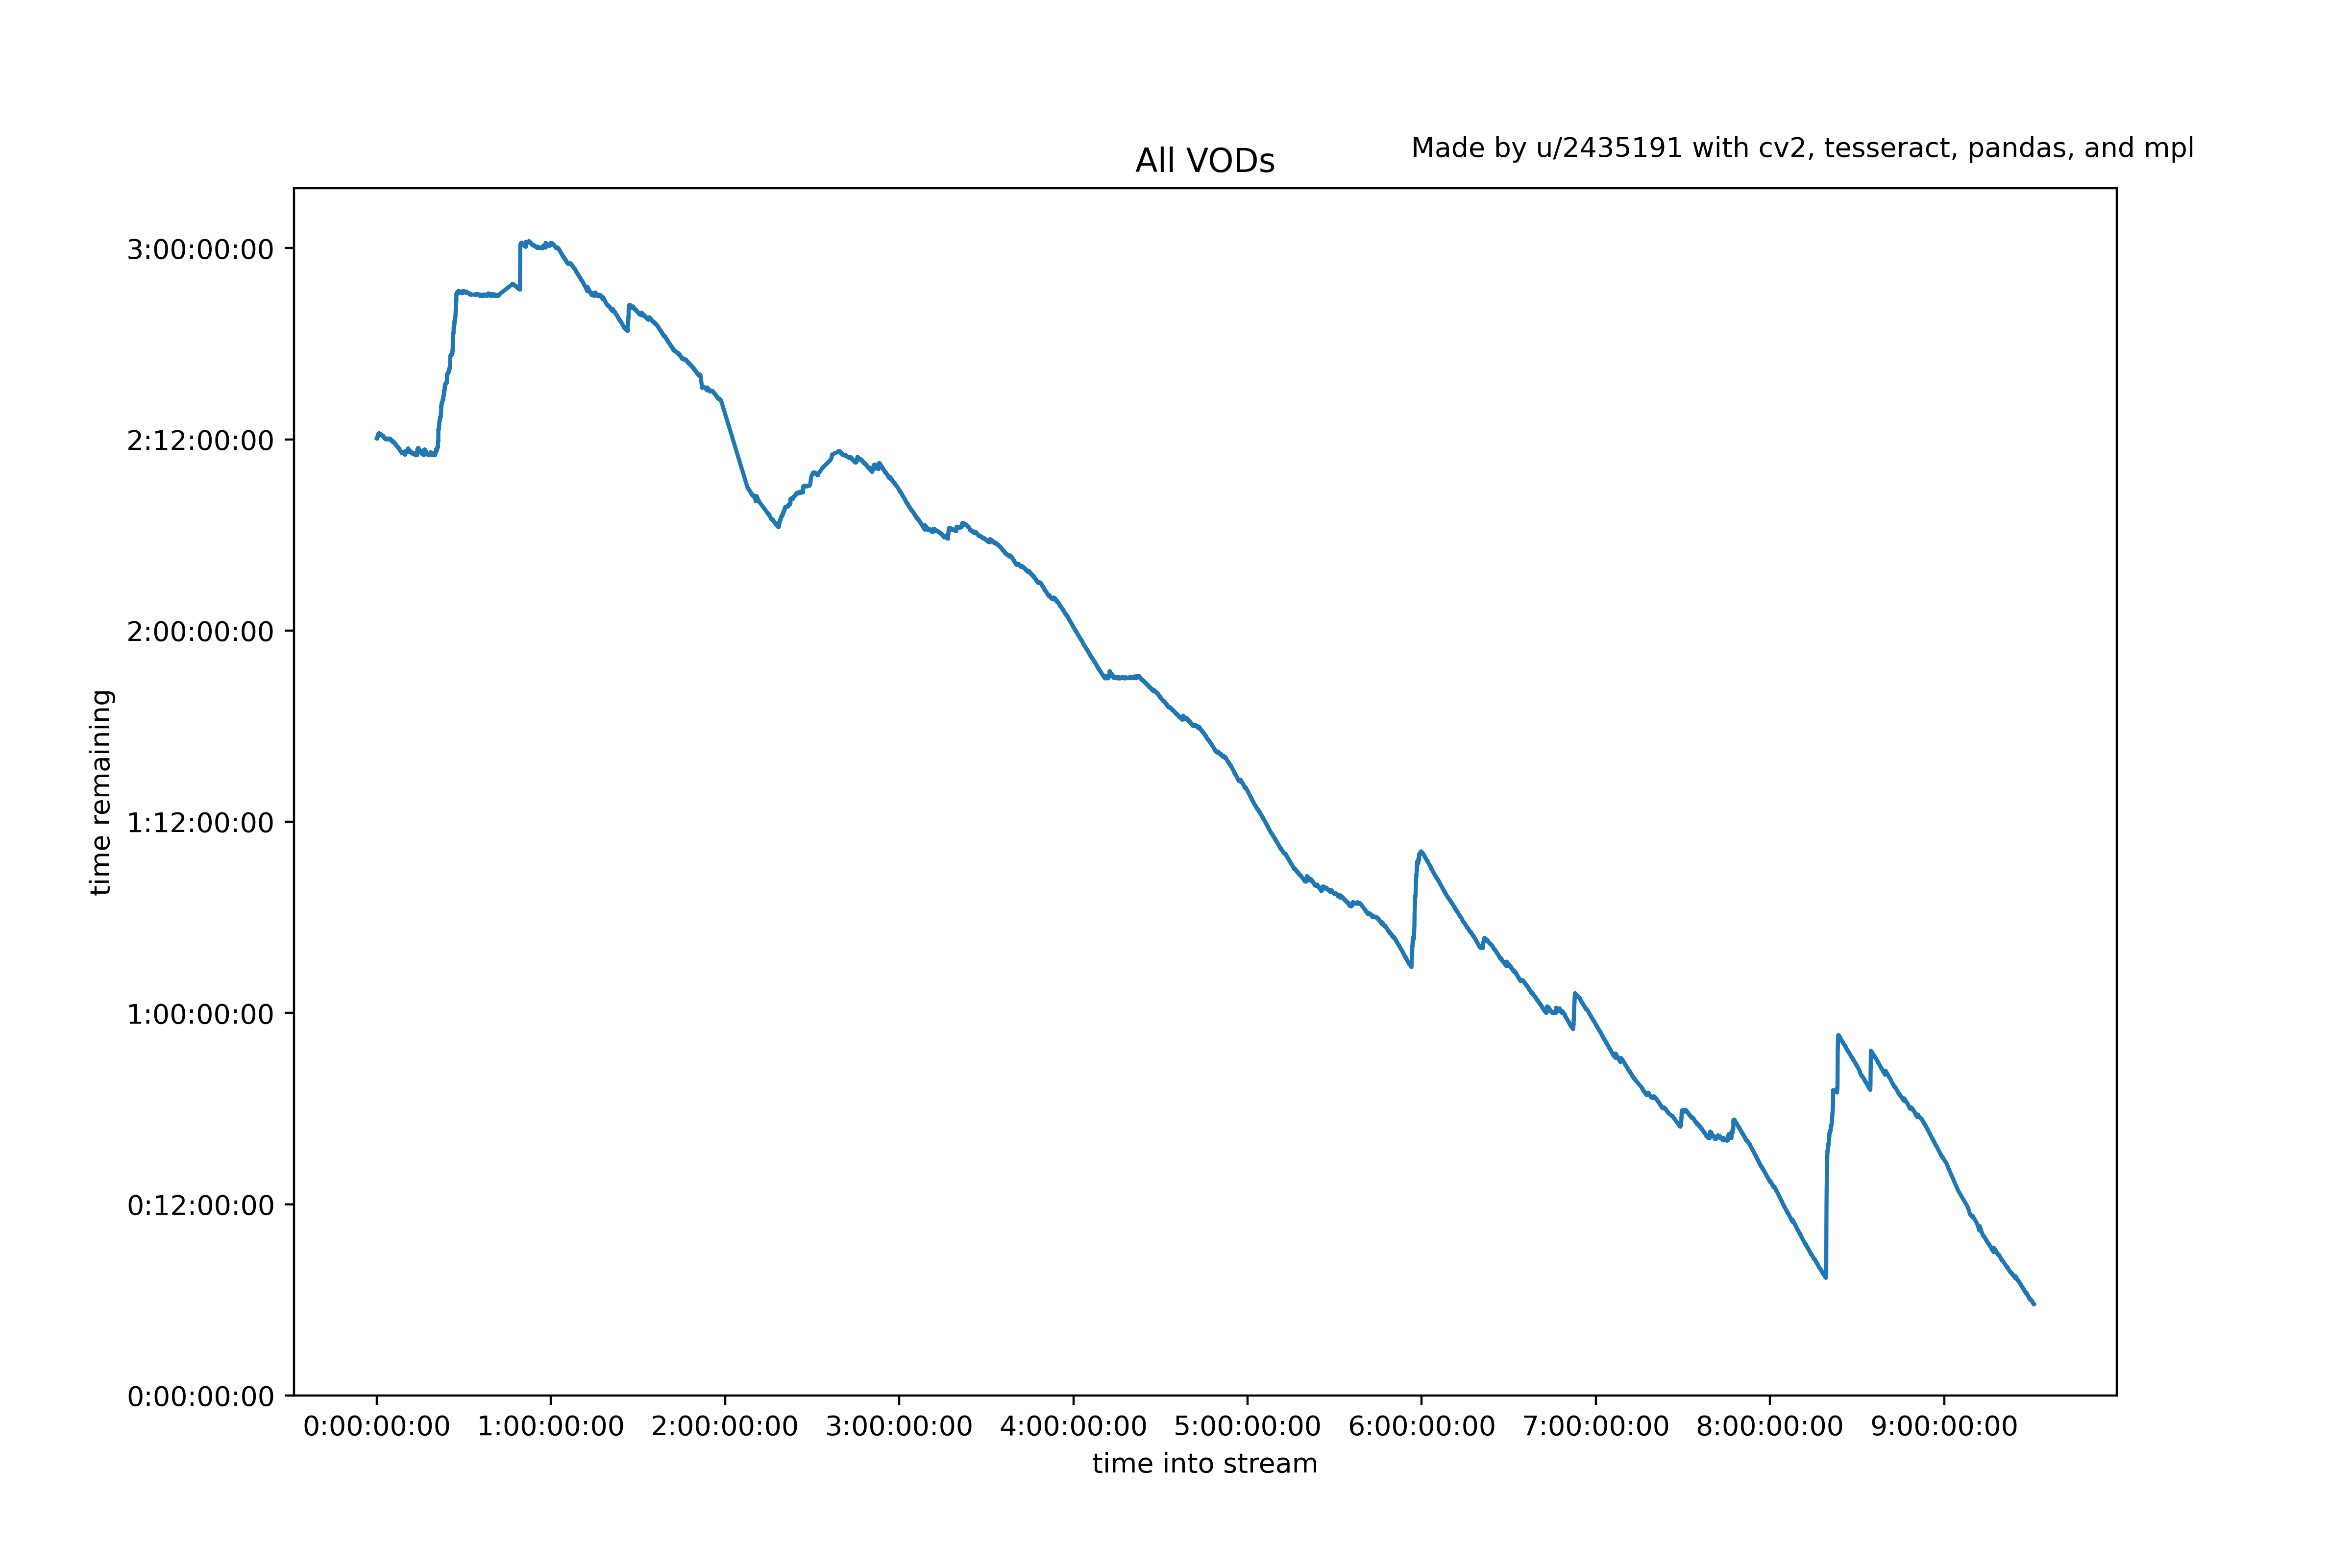 Made by u/2435191 with cv2, tesseract, pandas, and mpl
All VODs
3:00:00:00
2:12:00:00
2:00:00:00
1:12:00:00
1:00:00:00
0:12:00:00
0:00:00:00
time remaining
0:00:00:00 1:00:00:00 2:00:00:00 3:00:00:00 4:00:00:00 5:00:00:00 6:00:00:00 7:00:00:00 8:00:00:00 9:00:00:00
time into stream